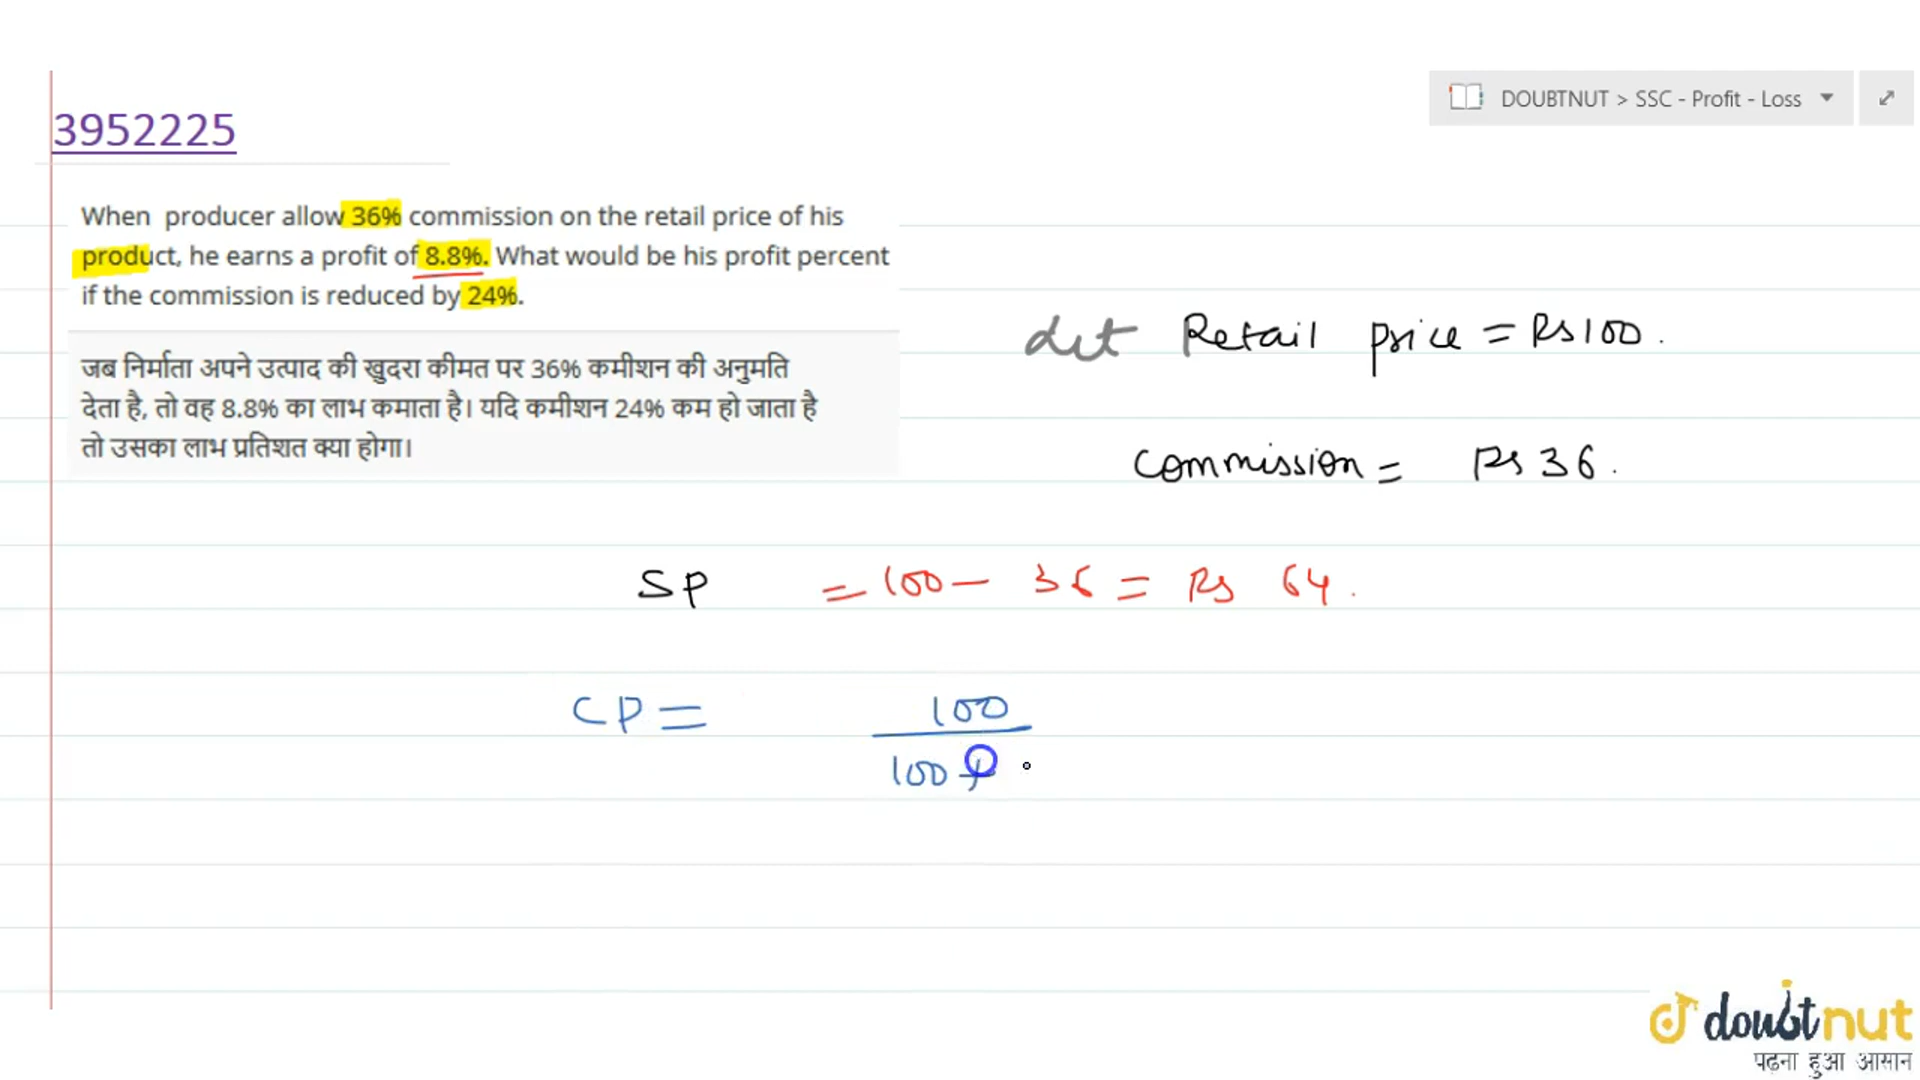 DOUBTNUT > SSC - Profit - Loss
3952225
When producer allow 36% commission on the retail price of his
product, he earns a profit of 8.8%. What would be his profit percent
if the commission is reduced by 24%.
जब निर्माता अपने उत्पाद की खुदरा कीमत पर 36% कमीशन की अनुमति
देता है, तो वह 8.8% का लाभ कमाता है। यदि कमीशन 24% कम हो जाता है
तो उसका लाभ प्रतिशत क्या होगा।
let Retail price = Rs 100.
Commission = Rs 36.
SP = 100 - 36 = Rs 64.
CP = 100
100 +
doubtnut
पढ़ना हुआ आसान